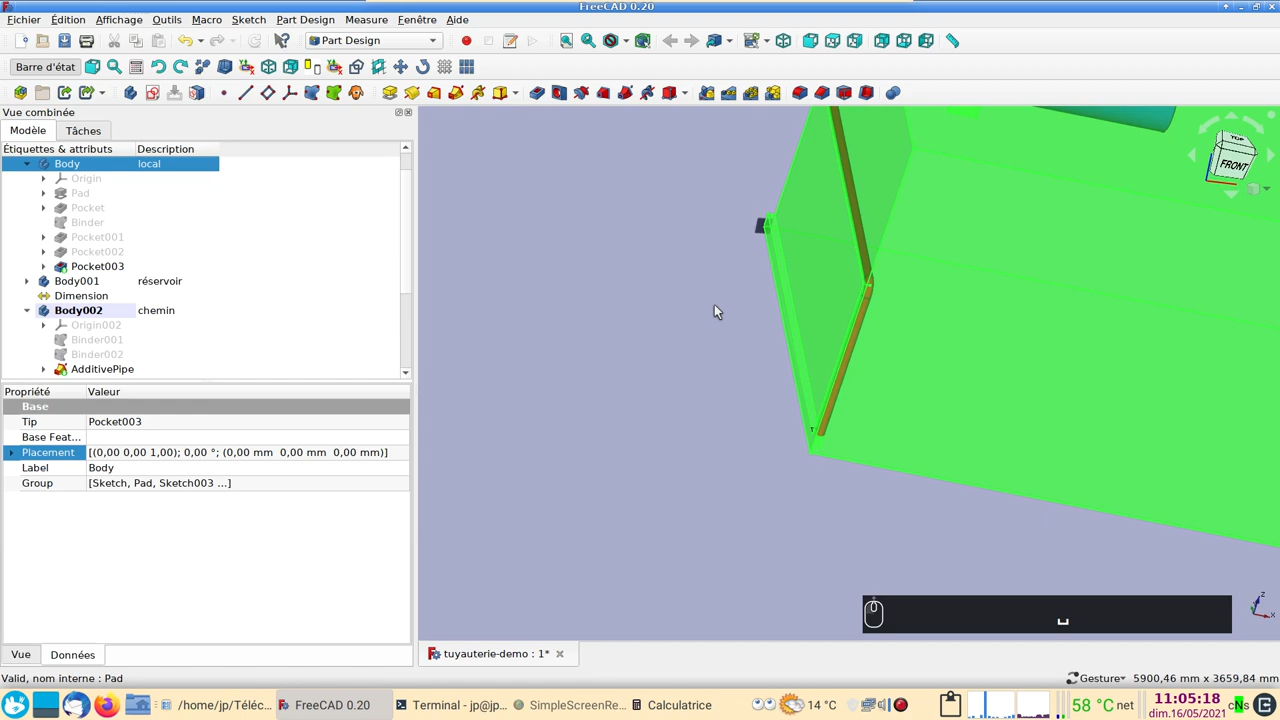 FreeCAD 0.20
Fichier Édition Affichage Outils Macro Sketch Part Design Measure Fenêtre Aide
Part Design
Barre d'état
Vue combinée
Modèle Tâches
Étiquettes & attributs Description
Body local
Origin
Pad
Pocket
Binder
Pocket001
Pocket002
Pocket003
Body001 réservoir
Dimension
Body002 chemin
Origin002
Binder001
Binder002
AdditivePipe
Propriété Valeur
Base
Tip Pocket003
Base Feat...
Placement [(0,00 0,00 1,00); 0,00 °; (0,00 mm 0,00 mm 0,00 mm)]
Label Body
Group [Sketch, Pad, Sketch003 ...]
TOP
FRONT
Z
X
Vue Données
tuyauterie-demo : 1*
Valid, nom interne : Pad
Gesture 5900,46 mm x 3659,84 mm
/home/jp/Téléc... FreeCAD 0.20 Terminal - jp@jp... SimpleScreenRe... Calculatrice
14 °C
58 °C net
11:05:18
dim.16/05/2021
cNs